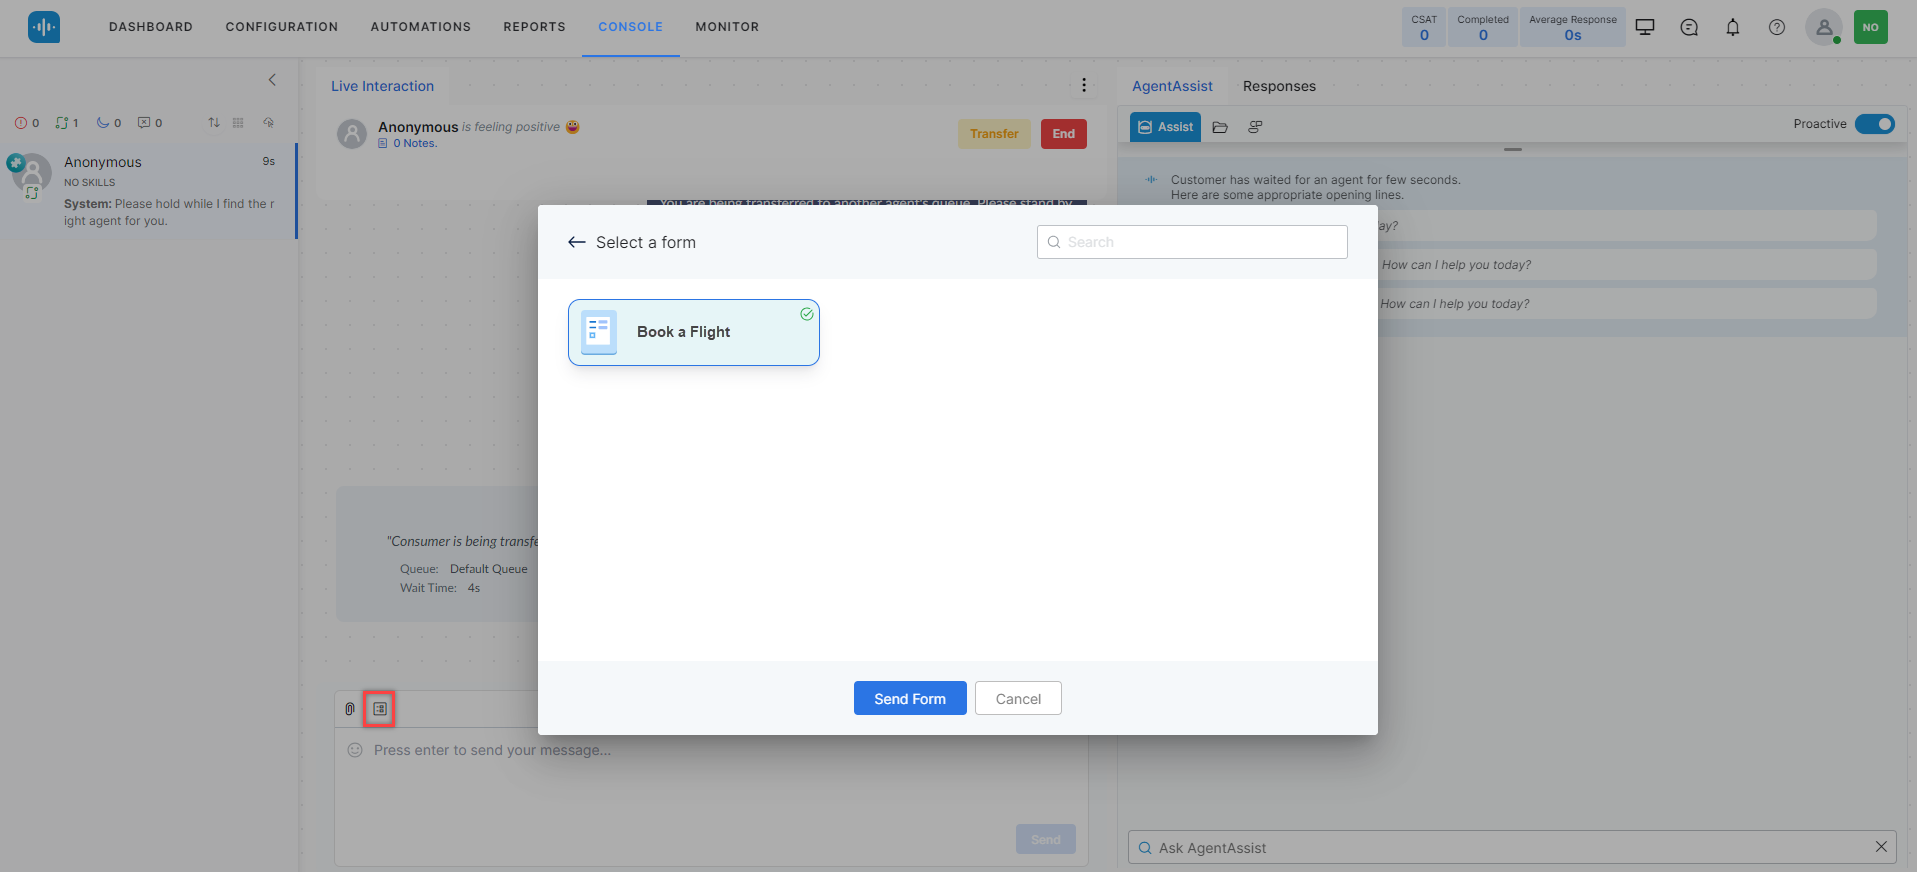 DASHBOARD CONFIGURATION AUTOMATIONS REPORTS CONSOLE MONITOR
CSAT
0
Completed
0
Average Response
0s
NO
0 1 0 0
Anonymous 9s
NO SKILLS
System: Please hold while I find the r
ight agent for you.
Live Interaction
Anonymous is feeling positive
0 Notes.
Transfer End
You are being transferred to another agent's queue. Please stand by
"Consumer is being transfe
Queue: Default Queue
Wait Time: 4s
Press enter to send your message...
Send
Select a form
Search
Book a Flight
Send Form Cancel
AgentAssist Responses
Assist
Proactive
Customer has waited for an agent for few seconds.
Here are some appropriate opening lines.
ay?
How can I help you today?
How can I help you today?
Ask AgentAssist